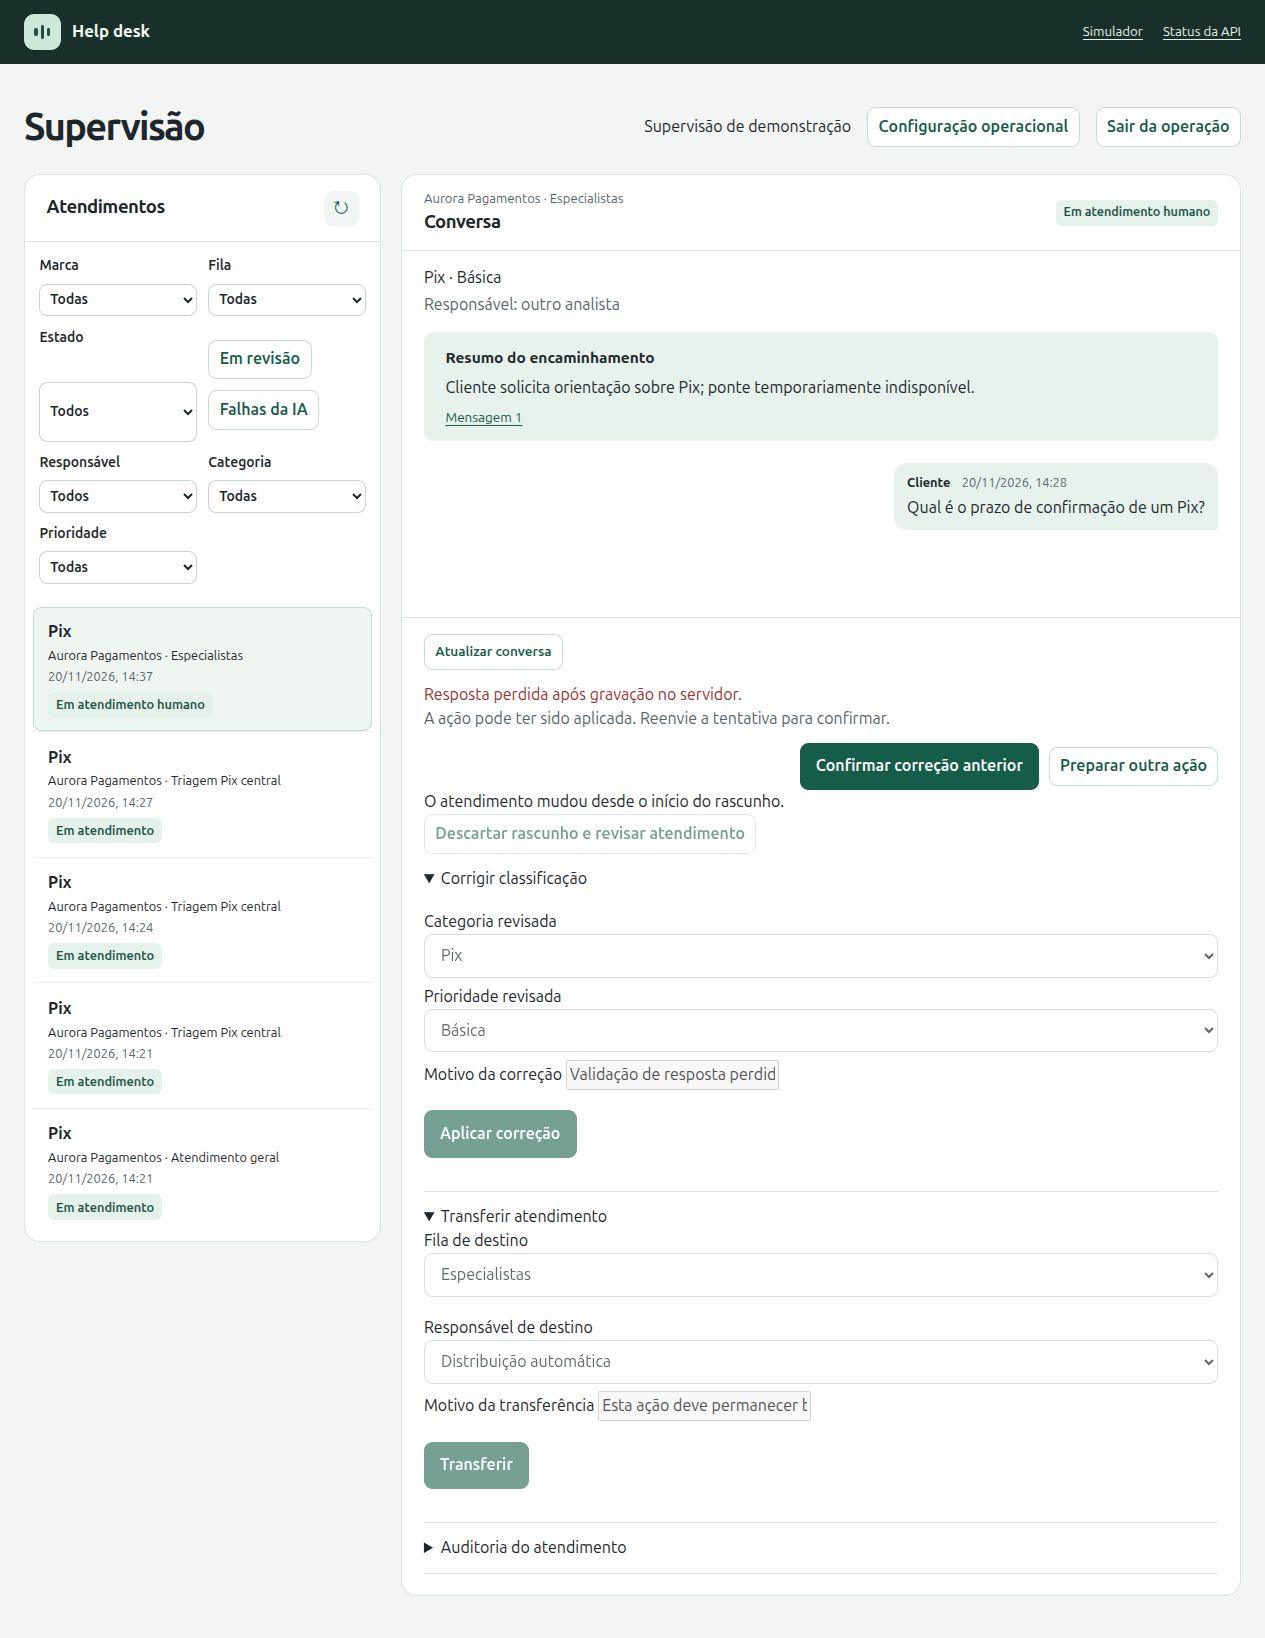 Help desk
Simulador
Status da API
Supervisão
Supervisão de demonstração
Configuração operacional
Sair da operação
Atendimentos
Marca
Fila
Todas
Todas
Estado
Em revisão
Todos
Falhas da IA
Responsável
Categoria
Todos
Todas
Prioridade
Todas
Pix
Aurora Pagamentos · Especialistas
20/11/2026, 14:37
Em atendimento humano
Pix
Aurora Pagamentos · Triagem Pix central
20/11/2026, 14:27
Em atendimento
Pix
Aurora Pagamentos · Triagem Pix central
20/11/2026, 14:24
Em atendimento
Pix
Aurora Pagamentos · Triagem Pix central
20/11/2026, 14:21
Em atendimento
Pix
Aurora Pagamentos · Atendimento geral
20/11/2026, 14:21
Em atendimento
Aurora Pagamentos · Especialistas
Conversa
Em atendimento humano
Pix · Básica
Responsável: outro analista
Resumo do encaminhamento
Cliente solicita orientação sobre Pix; ponte temporariamente indisponível.
Mensagem 1
Cliente 20/11/2026, 14:28
Qual é o prazo de confirmação de um Pix?
Atualizar conversa
Resposta perdida após gravação no servidor.
A ação pode ter sido aplicada. Reenvie a tentativa para confirmar.
Confirmar correção anterior
Preparar outra ação
O atendimento mudou desde o início do rascunho.
Descartar rascunho e revisar atendimento
Corrigir classificação
Categoria revisada
Pix
Prioridade revisada
Básica
Motivo da correção Validação de resposta perdid
Aplicar correção
Transferir atendimento
Fila de destino
Especialistas
Responsável de destino
Distribuição automática
Motivo da transferência Esta ação deve permanecer
Transferir
Auditoria do atendimento